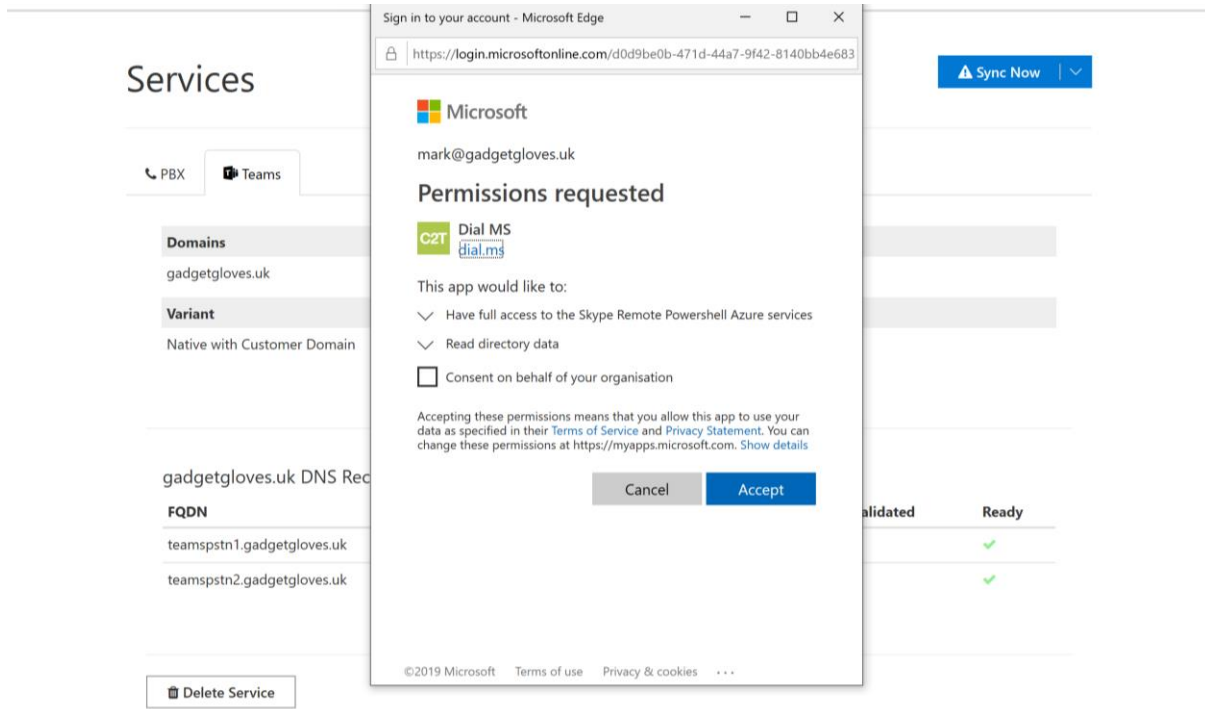 Sign in to your account - Microsoft Edge
https://login.microsoftonline.com/d0d9be0b-471d-44a7-9f42-8140bb4e683
Services
Sync Now
PBX
Teams
Domains
gadgetgloves.uk
Variant
Native with Customer Domain
Microsoft
mark@gadgetgloves.uk
Permissions requested
C2T
Dial MS
dial.ms
This app would like to:
Have full access to the Skype Remote Powershell Azure services
Read directory data
Consent on behalf of your organisation
Accepting these permissions means that you allow this app to use your
data as specified in their Terms of Service and Privacy Statement. You can
change these permissions at https://myapps.microsoft.com. Show details
Cancel
Accept
gadgetgloves.uk DNS Rec
FQDN
alidated
Ready
teamspstn1.gadgetgloves.uk
teamspstn2.gadgetgloves.uk
©2019 Microsoft
Terms of use
Privacy & cookies
...
Delete Service